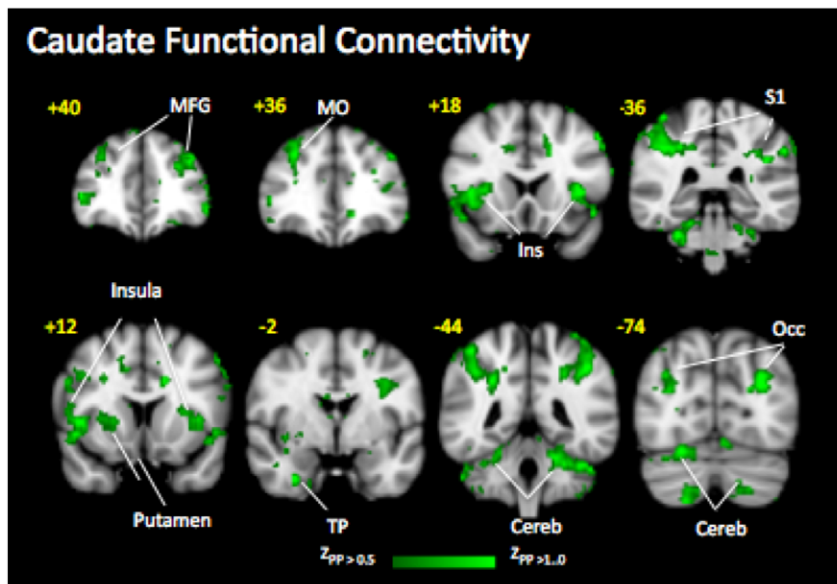 Caudate Functional Connectivity
+40 MFG +36 MO +18 -36 S1
Ins
Insula
+12 -2 -44 -74 Occ
Putamen TP Cereb Cereb
ZPP > 0.5 ZPP >1..0